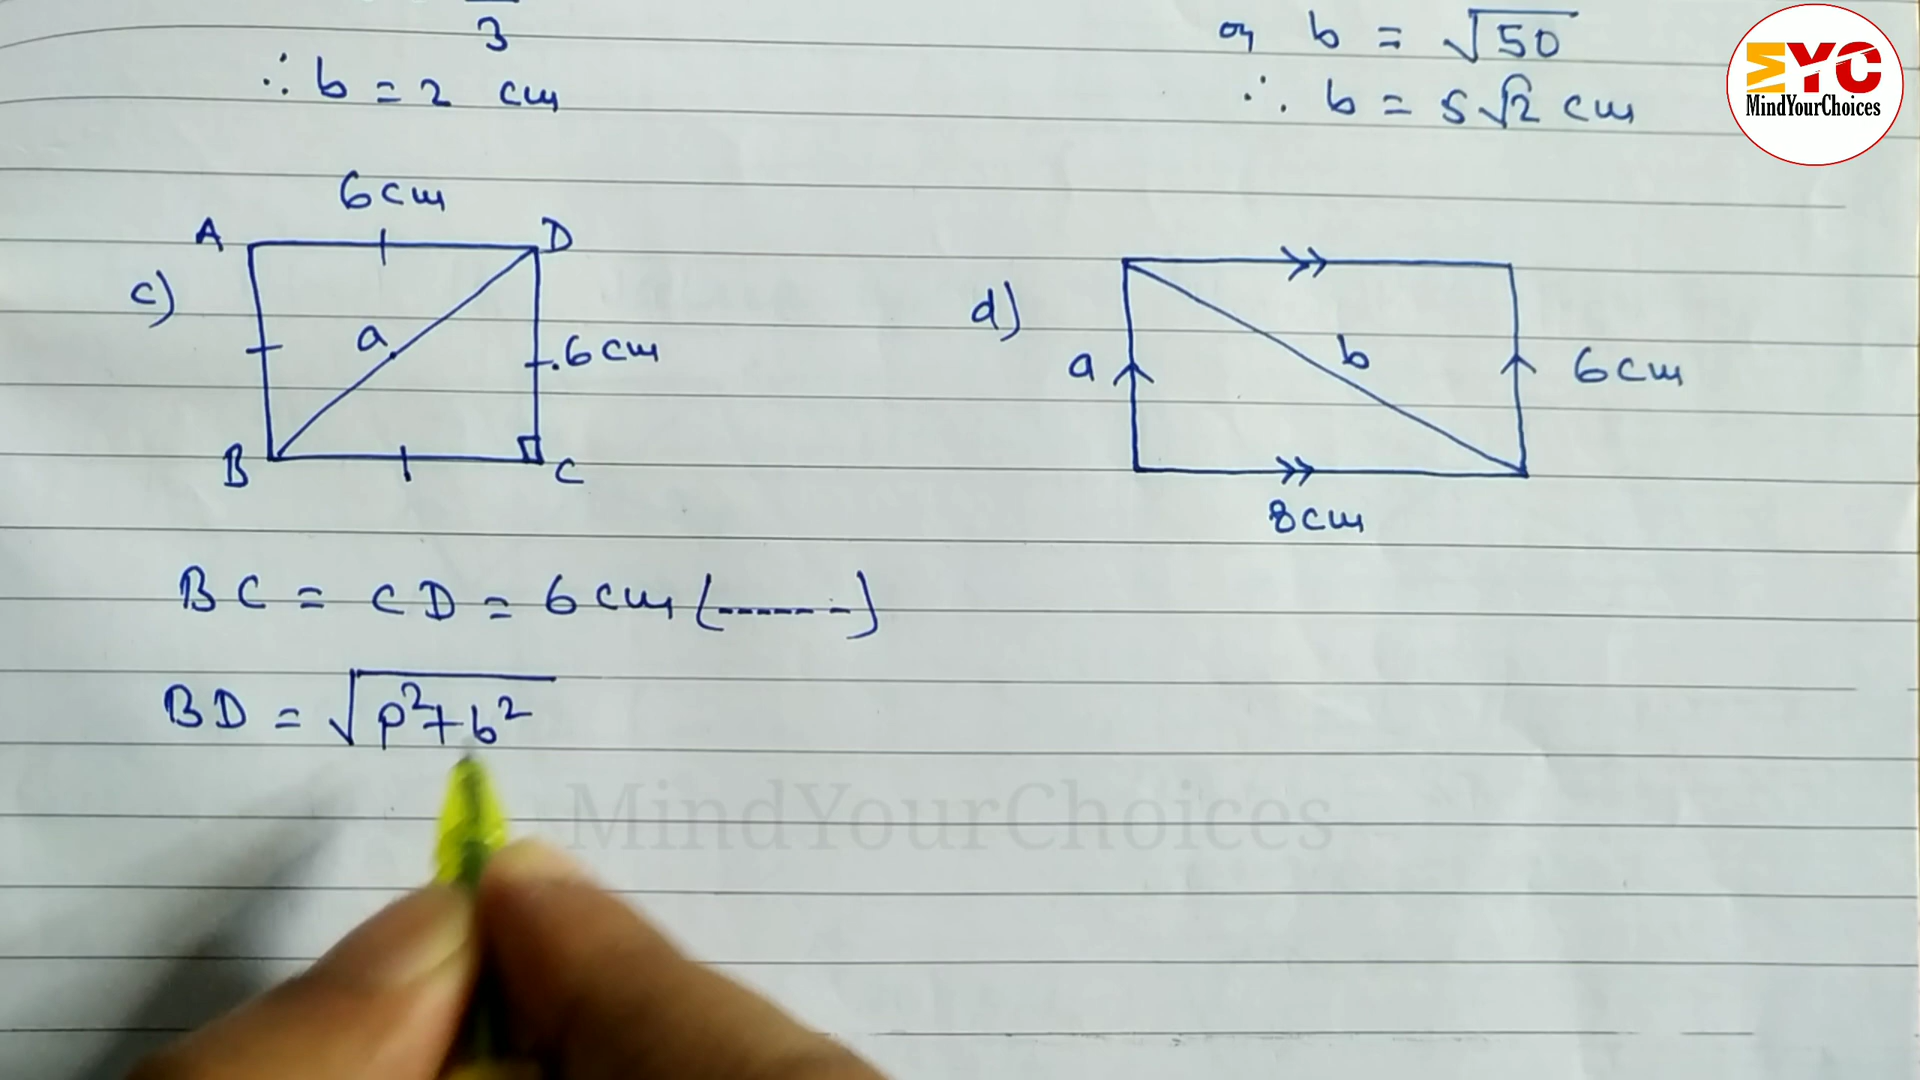 3
∴ b = 2 cm
or b = √50
∴ b = 5√2 cm
MYC
MindYourChoices
c)
6cm
A
D
a
6cm
B
C
d)
a
b
6cm
8cm
BC = CD = 6cm (------)
BD = √p²+b²
MindYourChoices